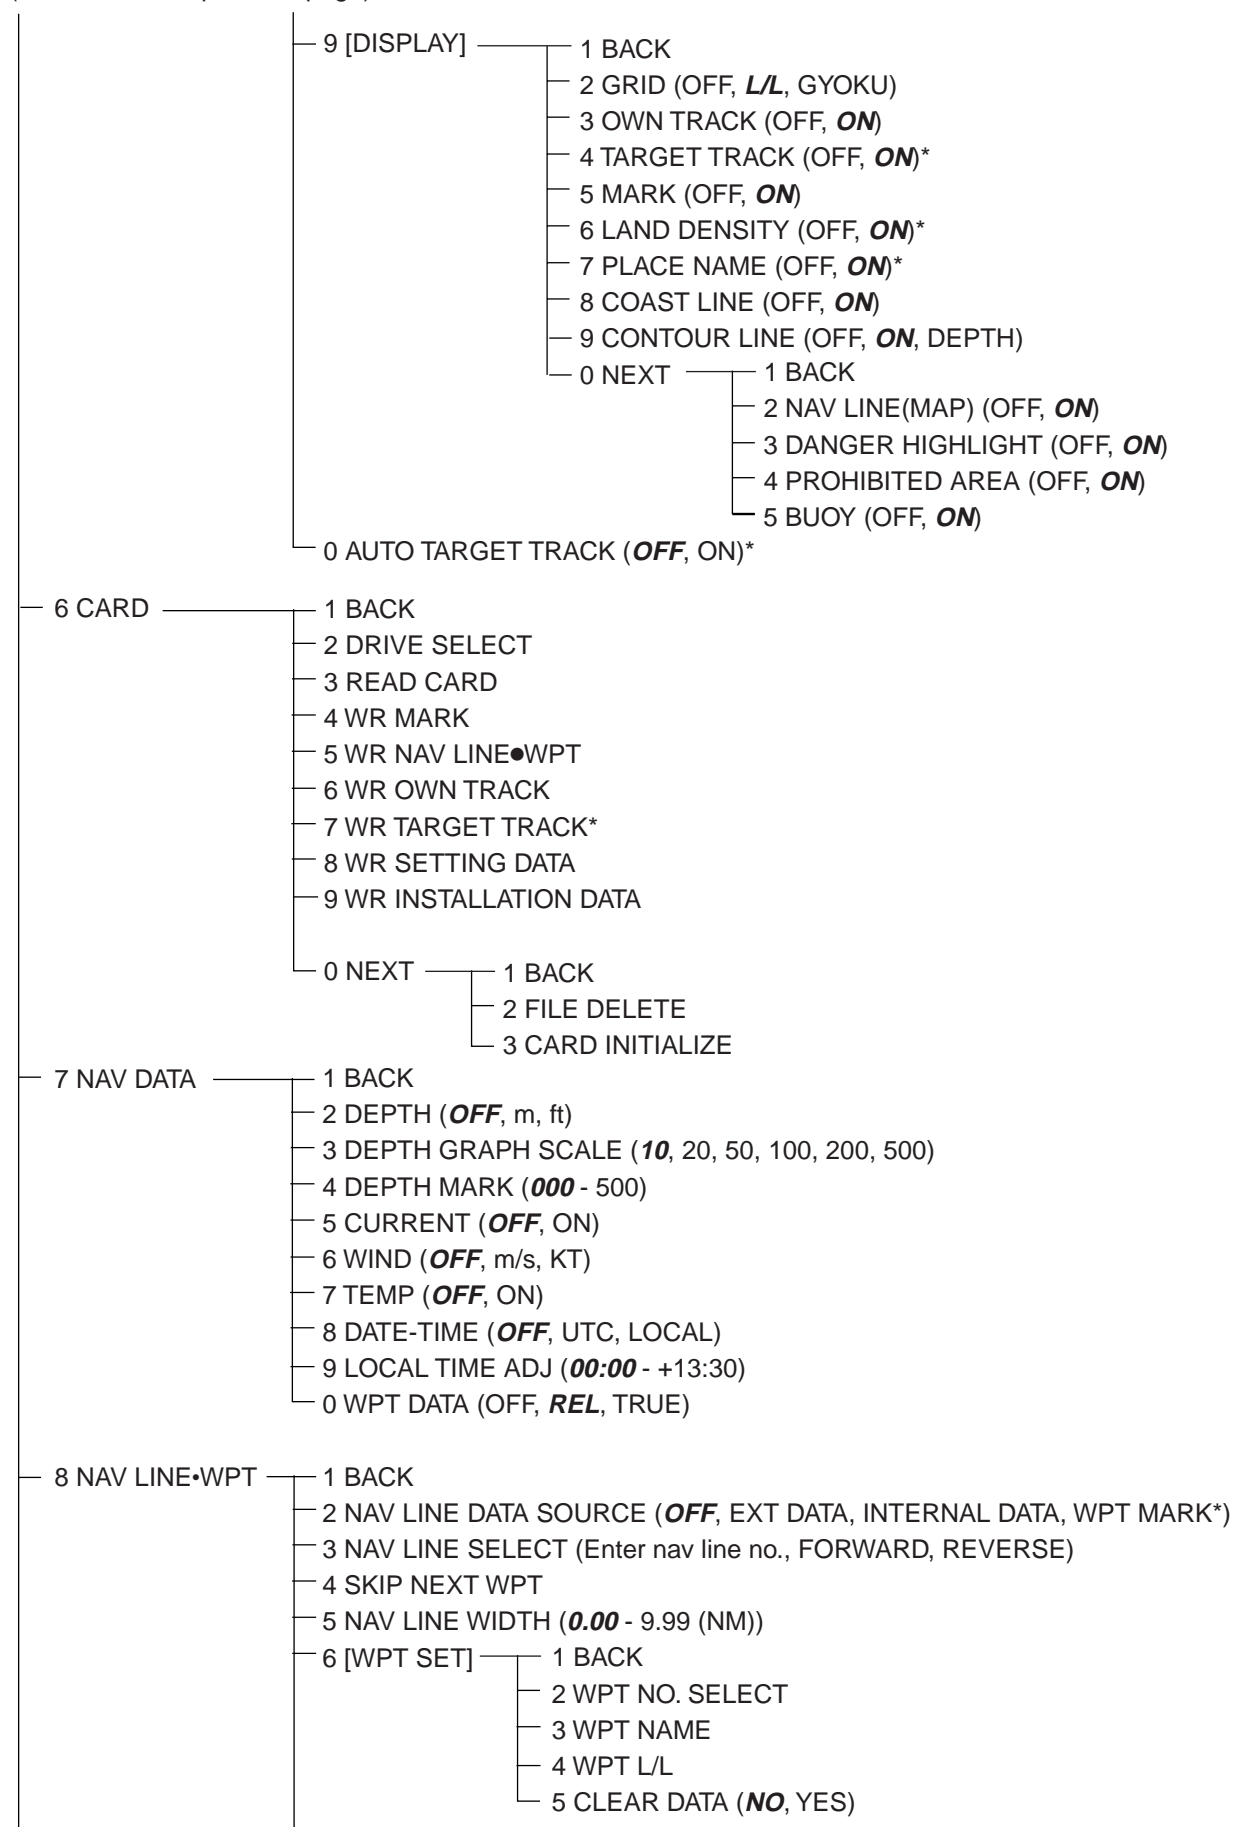 9 [DISPLAY]
1 BACK
2 GRID (OFF, L/L, GYOKU)
3 OWN TRACK (OFF, ON)
4 TARGET TRACK (OFF, ON)*
5 MARK (OFF, ON)
6 LAND DENSITY (OFF, ON)*
7 PLACE NAME (OFF, ON)*
8 COAST LINE (OFF, ON)
9 CONTOUR LINE (OFF, ON, DEPTH)
0 NEXT
1 BACK
2 NAV LINE(MAP) (OFF, ON)
3 DANGER HIGHLIGHT (OFF, ON)
4 PROHIBITED AREA (OFF, ON)
5 BUOY (OFF, ON)
0 AUTO TARGET TRACK (OFF, ON)*
6 CARD
1 BACK
2 DRIVE SELECT
3 READ CARD
4 WR MARK
5 WR NAV LINE●WPT
6 WR OWN TRACK
7 WR TARGET TRACK*
8 WR SETTING DATA
9 WR INSTALLATION DATA
0 NEXT
1 BACK
2 FILE DELETE
3 CARD INITIALIZE
7 NAV DATA
1 BACK
2 DEPTH (OFF, m, ft)
3 DEPTH GRAPH SCALE (10, 20, 50, 100, 200, 500)
4 DEPTH MARK (000 - 500)
5 CURRENT (OFF, ON)
6 WIND (OFF, m/s, KT)
7 TEMP (OFF, ON)
8 DATE-TIME (OFF, UTC, LOCAL)
9 LOCAL TIME ADJ (00:00 - +13:30)
0 WPT DATA (OFF, REL, TRUE)
8 NAV LINE•WPT
1 BACK
2 NAV LINE DATA SOURCE (OFF, EXT DATA, INTERNAL DATA, WPT MARK*)
3 NAV LINE SELECT (Enter nav line no., FORWARD, REVERSE)
4 SKIP NEXT WPT
5 NAV LINE WIDTH (0.00 - 9.99 (NM))
6 [WPT SET]
1 BACK
2 WPT NO. SELECT
3 WPT NAME
4 WPT L/L
5 CLEAR DATA (NO, YES)